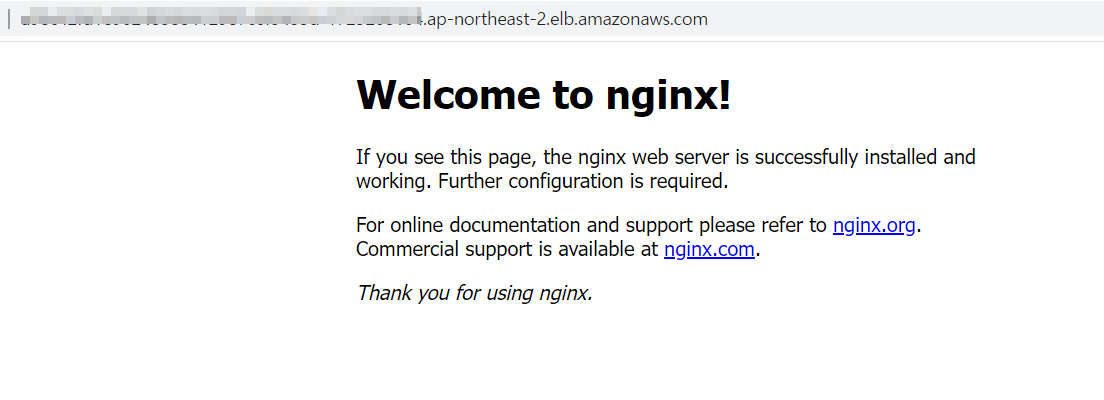 .ap-northeast-2.elb.amazonaws.com
Welcome to nginx!
If you see this page, the nginx web server is successfully installed and
working. Further configuration is required.
For online documentation and support please refer to nginx.org.
Commercial support is available at nginx.com.
Thank you for using nginx.